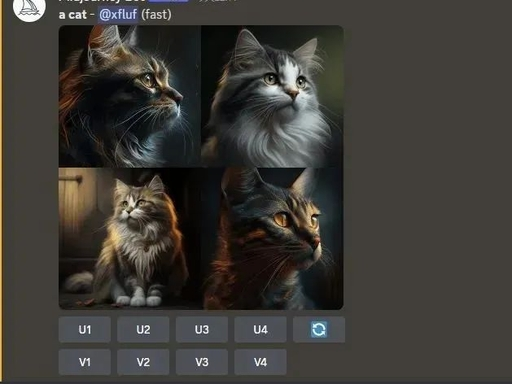 a cat - @xfluf (fast)
U1 U2 U3 U4
V1 V2 V3 V4